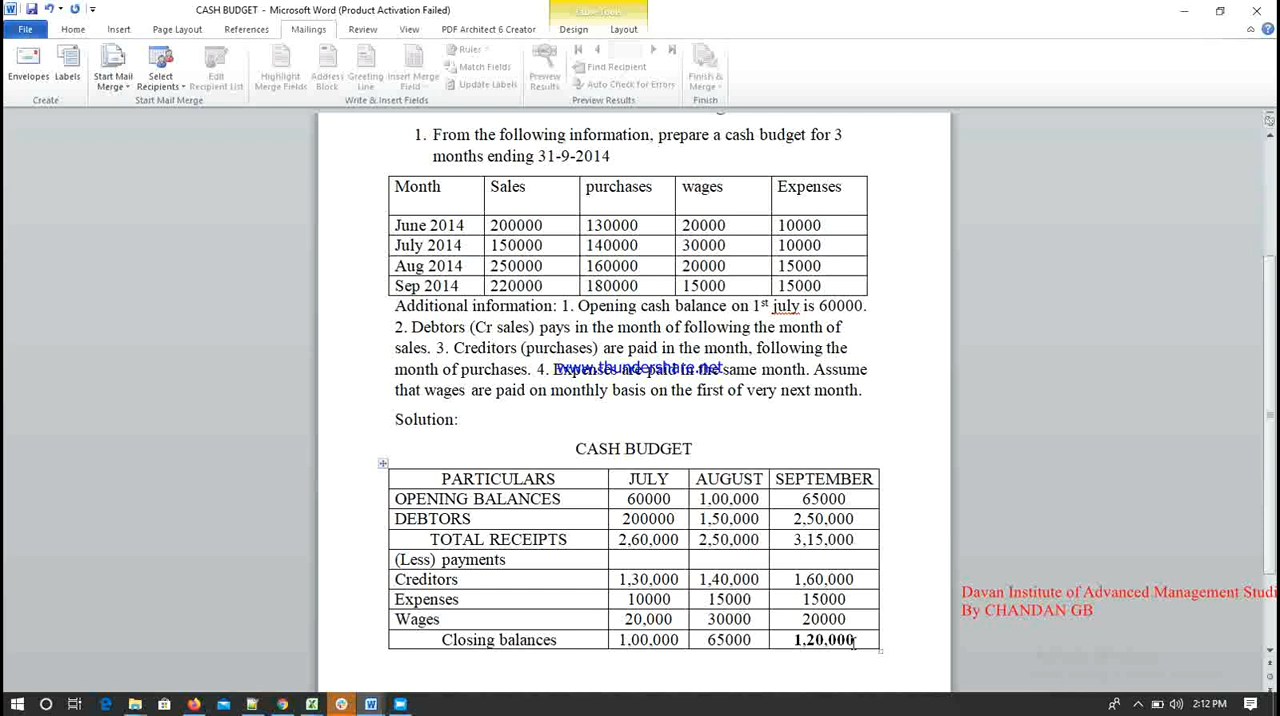 CASH BUDGET - Microsoft Word (Product Activation Failed)
File Home Insert Page Layout References Mailings Review View PDF Architect 6 Creator Design Layout
Envelopes Labels Start Mail Merge Select Recipients Edit Recipient List Highlight Merge Fields Address Block Greeting Line Insert Merge Field Rules Match Fields Update Labels Preview Results Find Recipient Auto Check for Errors Finish & Merge
Create Start Mail Merge Write & Insert Fields Preview Results Finish
1. From the following information, prepare a cash budget for 3
months ending 31-9-2014
Month Sales purchases wages Expenses
June 2014 200000 130000 20000 10000
July 2014 150000 140000 30000 10000
Aug 2014 250000 160000 20000 15000
Sep 2014 220000 180000 15000 15000
Additional information: 1. Opening cash balance on 1st july is 60000.
2. Debtors (Cr sales) pays in the month of following the month of
sales. 3. Creditors (purchases) are paid in the month, following the
month of purchases. 4. Expenses are paid in the same month. Assume
www.thundershare.net
that wages are paid on monthly basis on the first of very next month.
Solution:
CASH BUDGET
PARTICULARS JULY AUGUST SEPTEMBER
OPENING BALANCES 60000 1,00,000 65000
DEBTORS 200000 1,50,000 2,50,000
TOTAL RECEIPTS 2,60,000 2,50,000 3,15,000
(Less) payments
Creditors 1,30,000 1,40,000 1,60,000
Expenses 10000 15000 15000
Wages 20,000 30000 20000
Closing balances 1,00,000 65000 1,20,000
Davan Institute of Advanced Management Studi
By CHANDAN GB
2:12 PM